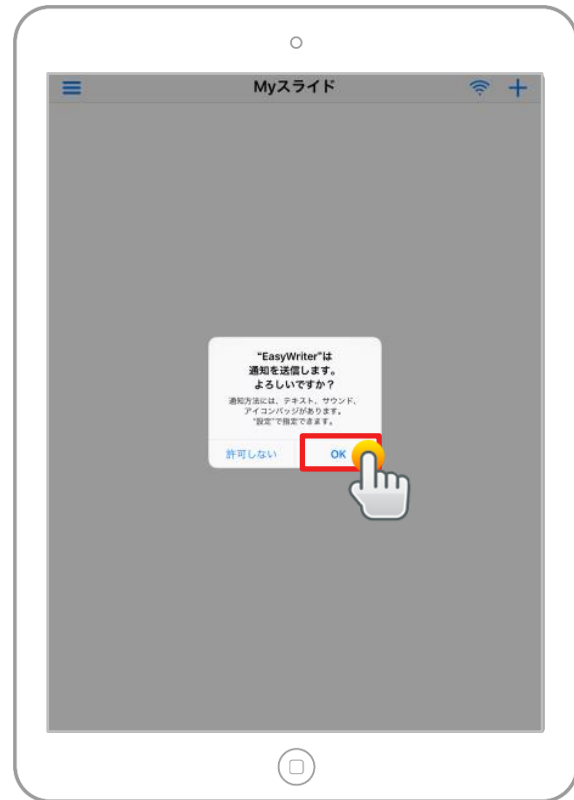 Myスライド
"EasyWriter"は
通知を送信します。
よろしいですか？
通知方法には、テキスト、サウンド、
アイコンバッジがあります。
"設定"で指定できます。
許可しない OK